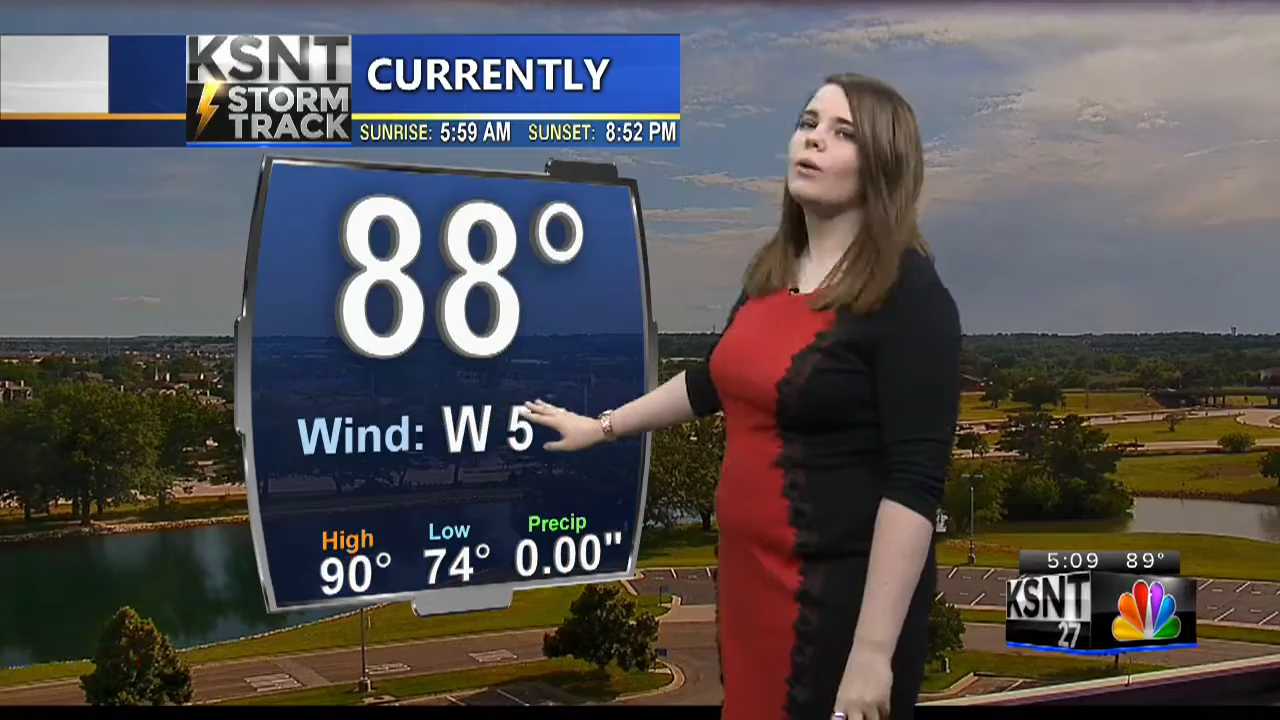 KSNT
STORM
TRACK
CURRENTLY
SUNRISE: 5:59 AM SUNSET: 8:52 PM
88°
Wind: W 5
High Low Precip
90° 74° 0.00"
5:09 89°
KSNT
27